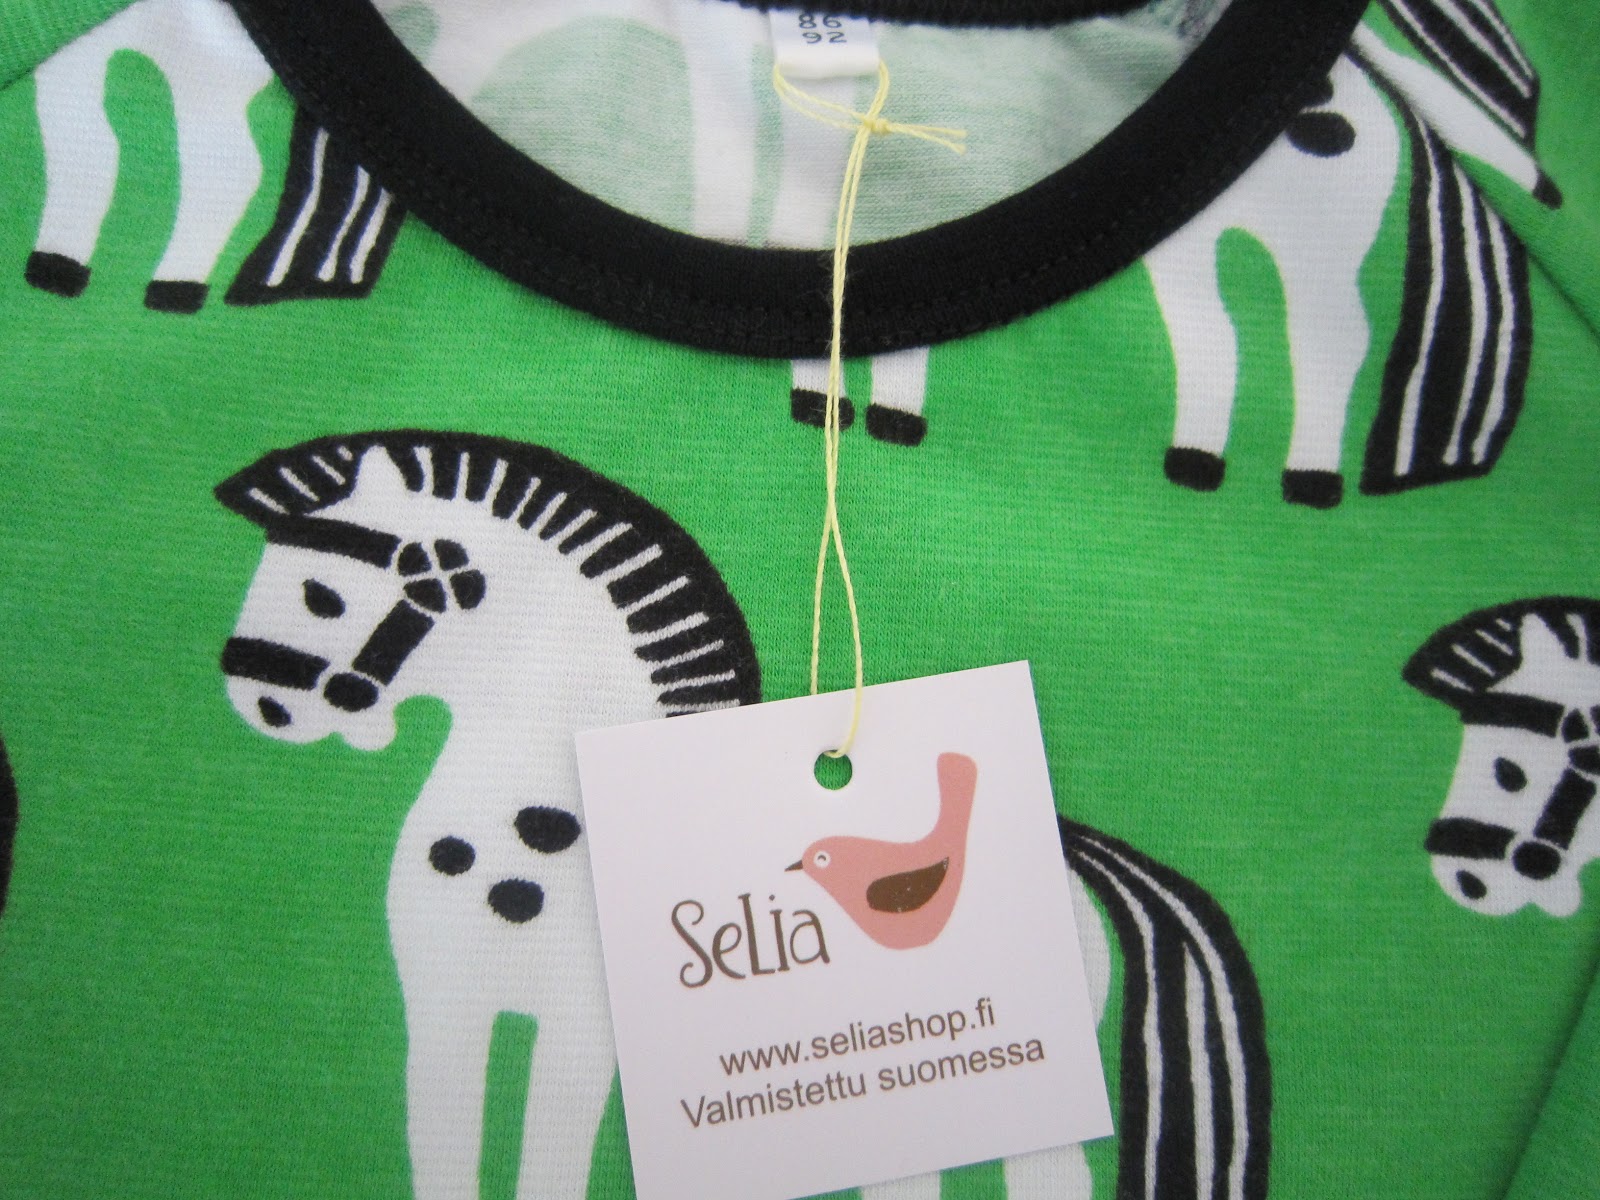 86
92
SeLia
www.seliashop.fi
Valmistettu suomessa